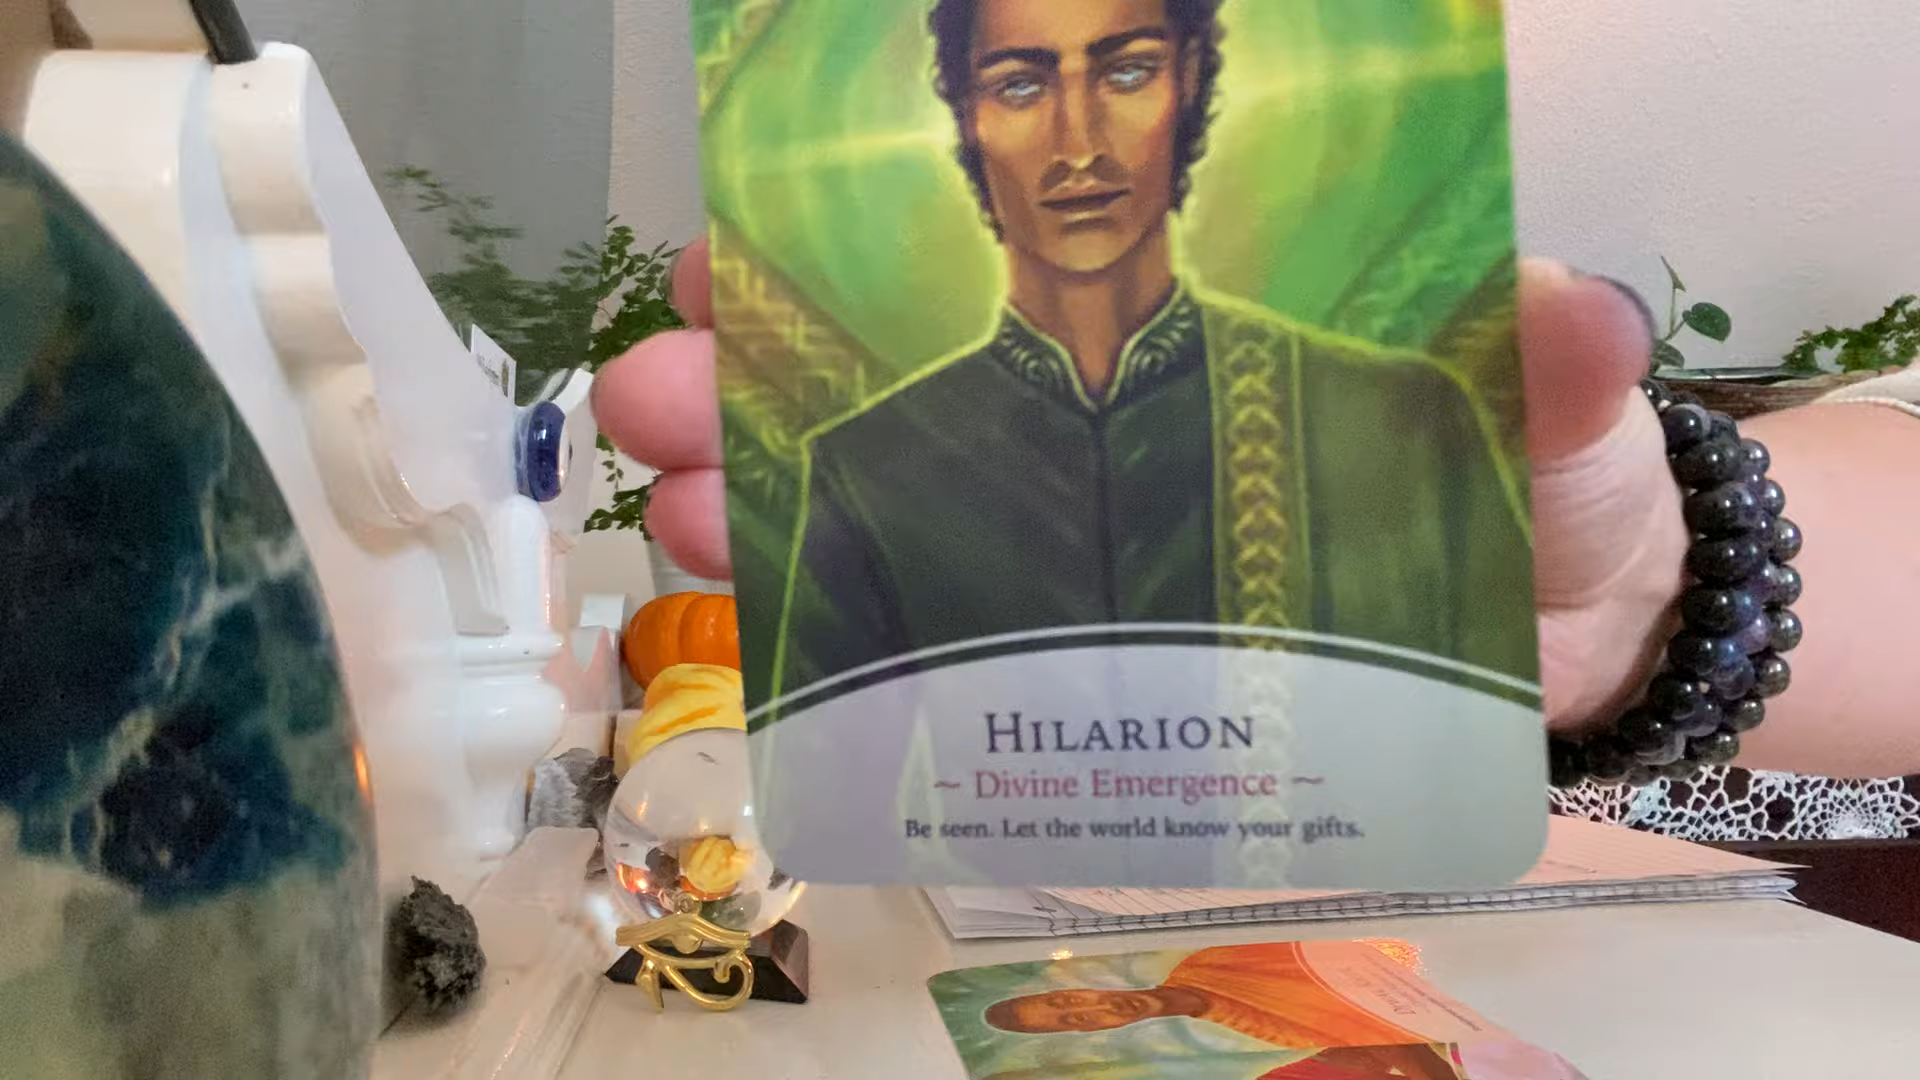 HILARION
~ Divine Emergence ~
Be seen. Let the world know your gifts.